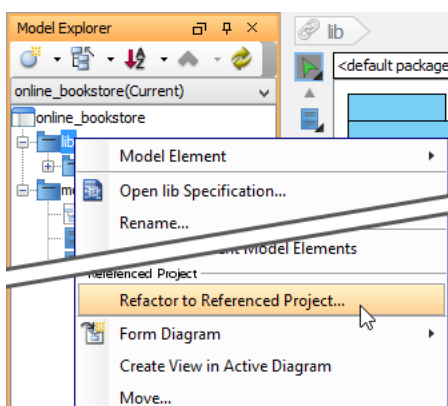 Model Explorer
lib
<default package
online_bookstore(Current)
online_bookstore
lib
Model Element
Open lib Specification...
Rename...
Model Elements
Referenced Project
Refactor to Referenced Project...
Form Diagram
Create View in Active Diagram
Move...